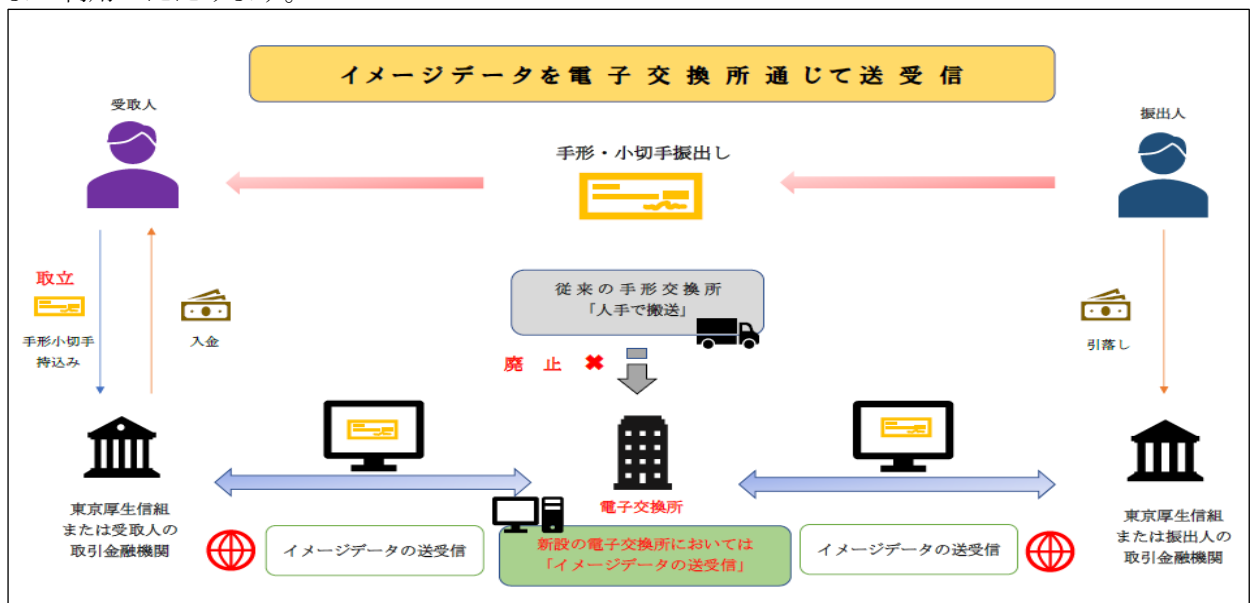 イメージデータを電子交換所通じて送受信
受取人
振出人
手形・小切手振出し
従来の手形交換所
「人手で搬送」
取立
手形小切手
持込み
入金
引落し
廃止
東京厚生信組
または受取人の
取引金融機関
電子交換所
東京厚生信組
または振出人の
取引金融機関
イメージデータの送受信
新設の電子交換所においては
「イメージデータの送受信」
イメージデータの送受信